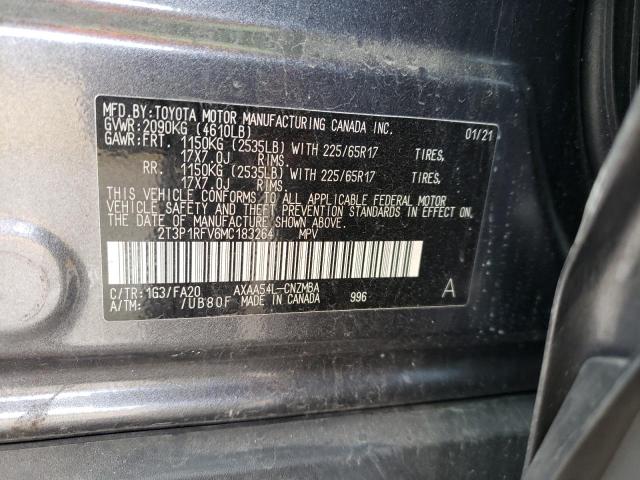 MFD.BY:TOYOTA MOTOR MANUFACTURING CANADA INC. 01/21
GVWR:2090KG (4610LB)
GAWR:FRT. 1150KG (2535LB) WITH 225/65R17 TIRES,
17X7.0J RIMS
RR. 1150KG (2535LB) WITH 225/65R17 TIRES,
17X7.0J RIMS
THIS VEHICLE CONFORMS TO ALL APPLICABLE FEDERAL MOTOR
VEHICLE SAFETY AND THEFT PREVENTION STANDARDS IN EFFECT ON
THE DATE OF MANUFACTURE SHOWN ABOVE.
2T3P1RFV6MC183264 MPV
C/TR:1G3/FA20 AXAA54L-CNZMBA A
A/TM: /UB80F MADE IN CANADA 996